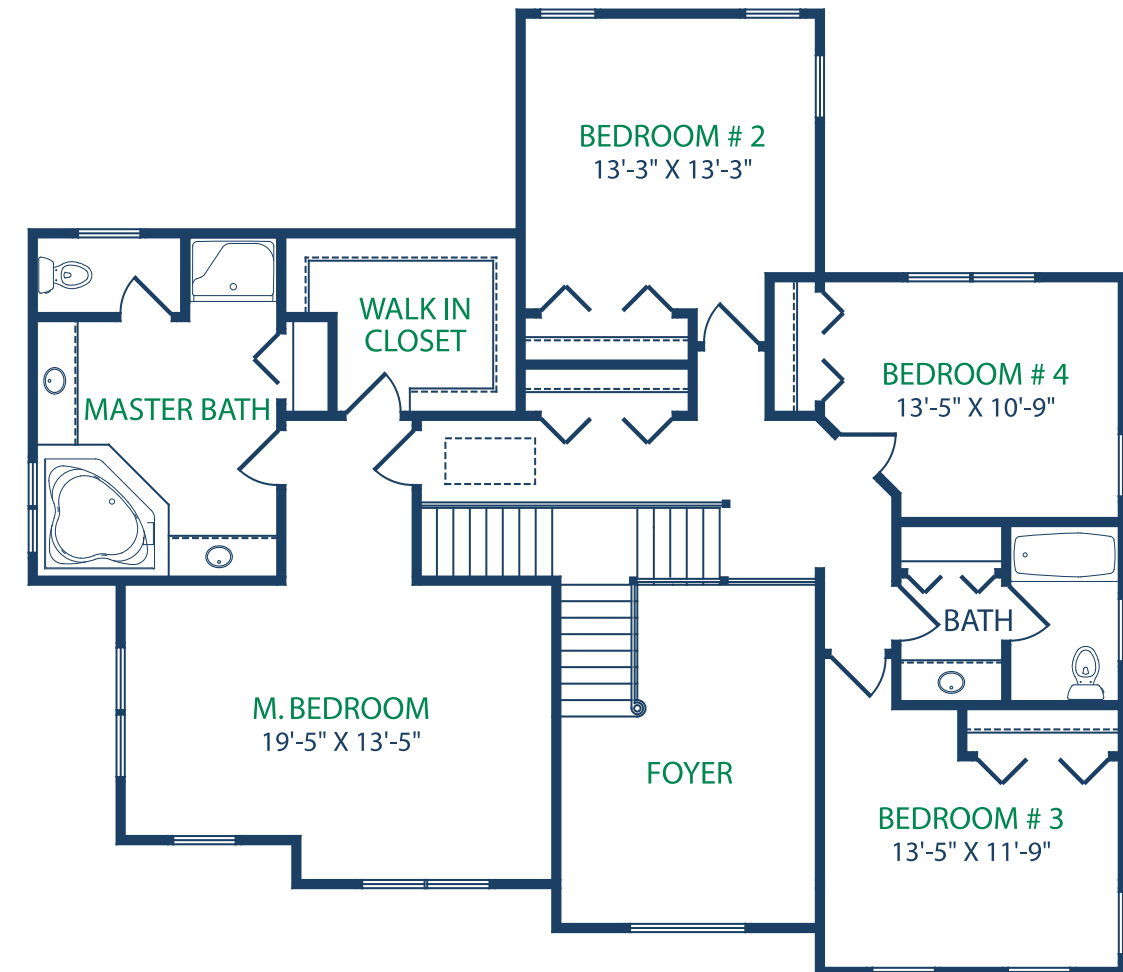 BEDROOM # 2
13'-3" X 13'-3"
WALK IN
CLOSET
MASTER BATH
BEDROOM # 4
13'-5" X 10'-9"
BATH
M. BEDROOM
19'-5" X 13'-5"
FOYER
BEDROOM # 3
13'-5" X 11'-9"